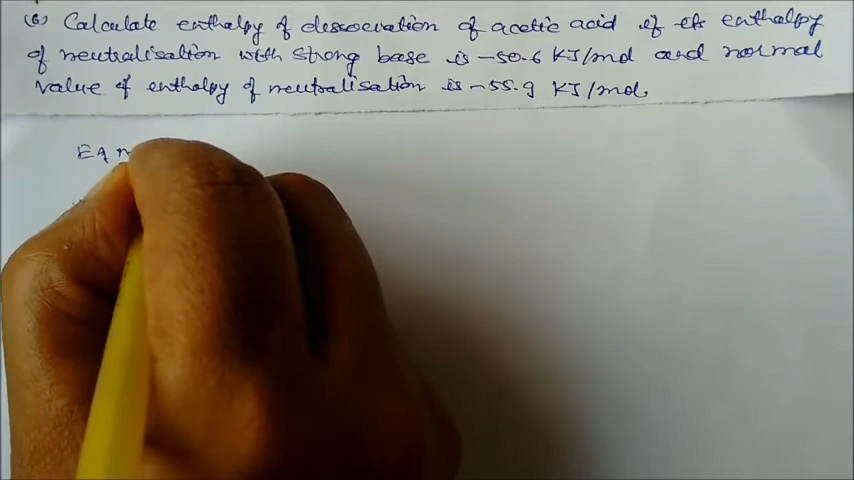 (6) Calculate enthalpy of dissociation of acetic acid if its enthalpy
of neutralisation with strong base is -50.6 KJ/mol and normal
value of enthalpy of neutralisation is -55.9 KJ/mol.